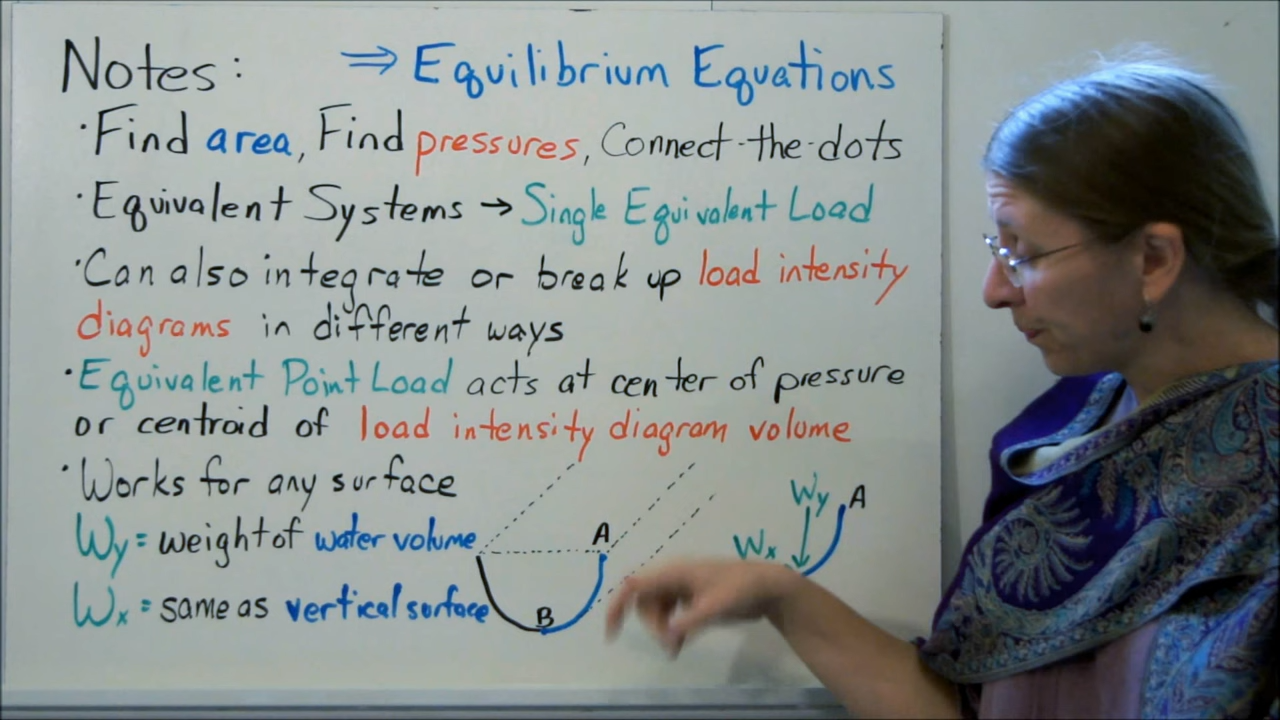 Notes: ⇒ Equilibrium Equations
·Find area, Find pressures, Connect-the-dots
·Equivalent Systems → Single Equivalent Load
·Can also integrate or break up load intensity
diagrams in different ways
·Equivalent Point Load acts at center of pressure
or centroid of load intensity diagram volume
·Works for any surface
Wy = weight of water volume
Wx = same as vertical surface
A
B
Wy A
Wx